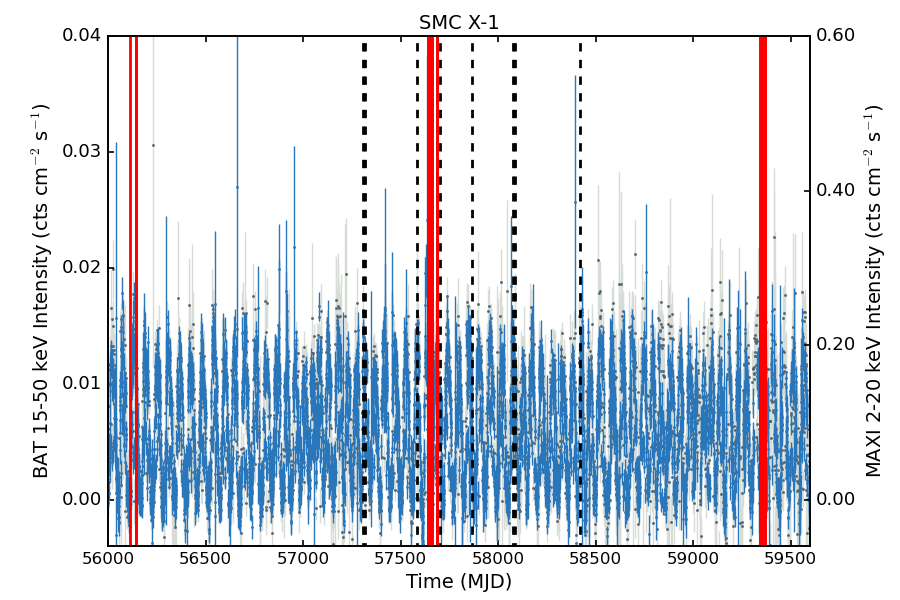 SMC X-1
0.04
0.03
0.02
0.01
0.00
BAT 15-50 keV Intensity (cts cm⁻² s⁻¹)
0.60
0.40
0.20
0.00
MAXI 2-20 keV Intensity (cts cm⁻² s⁻¹)
56000 56500 57000 57500 58000 58500 59000 59500
Time (MJD)